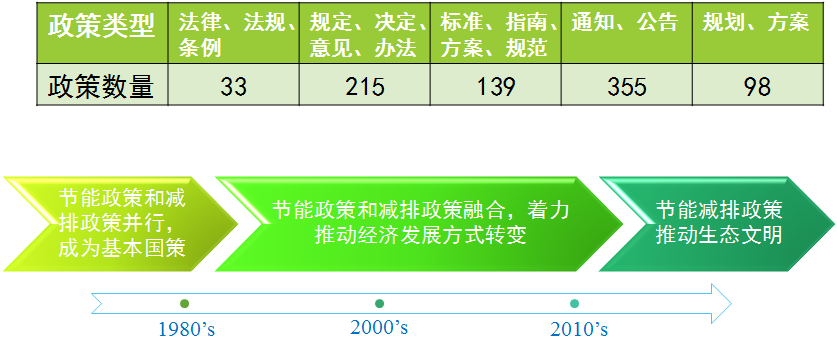 政策类型 法律、法规、条例 规定、决定、意见、办法 标准、指南、方案、规范 通知、公告 规划、方案
政策数量 33 215 139 355 98
节能政策和减
排政策并行，
成为基本国策
节能政策和减排政策融合，着力
推动经济发展方式转变
节能减排政策
推动生态文明
1980’s 2000’s 2010’s